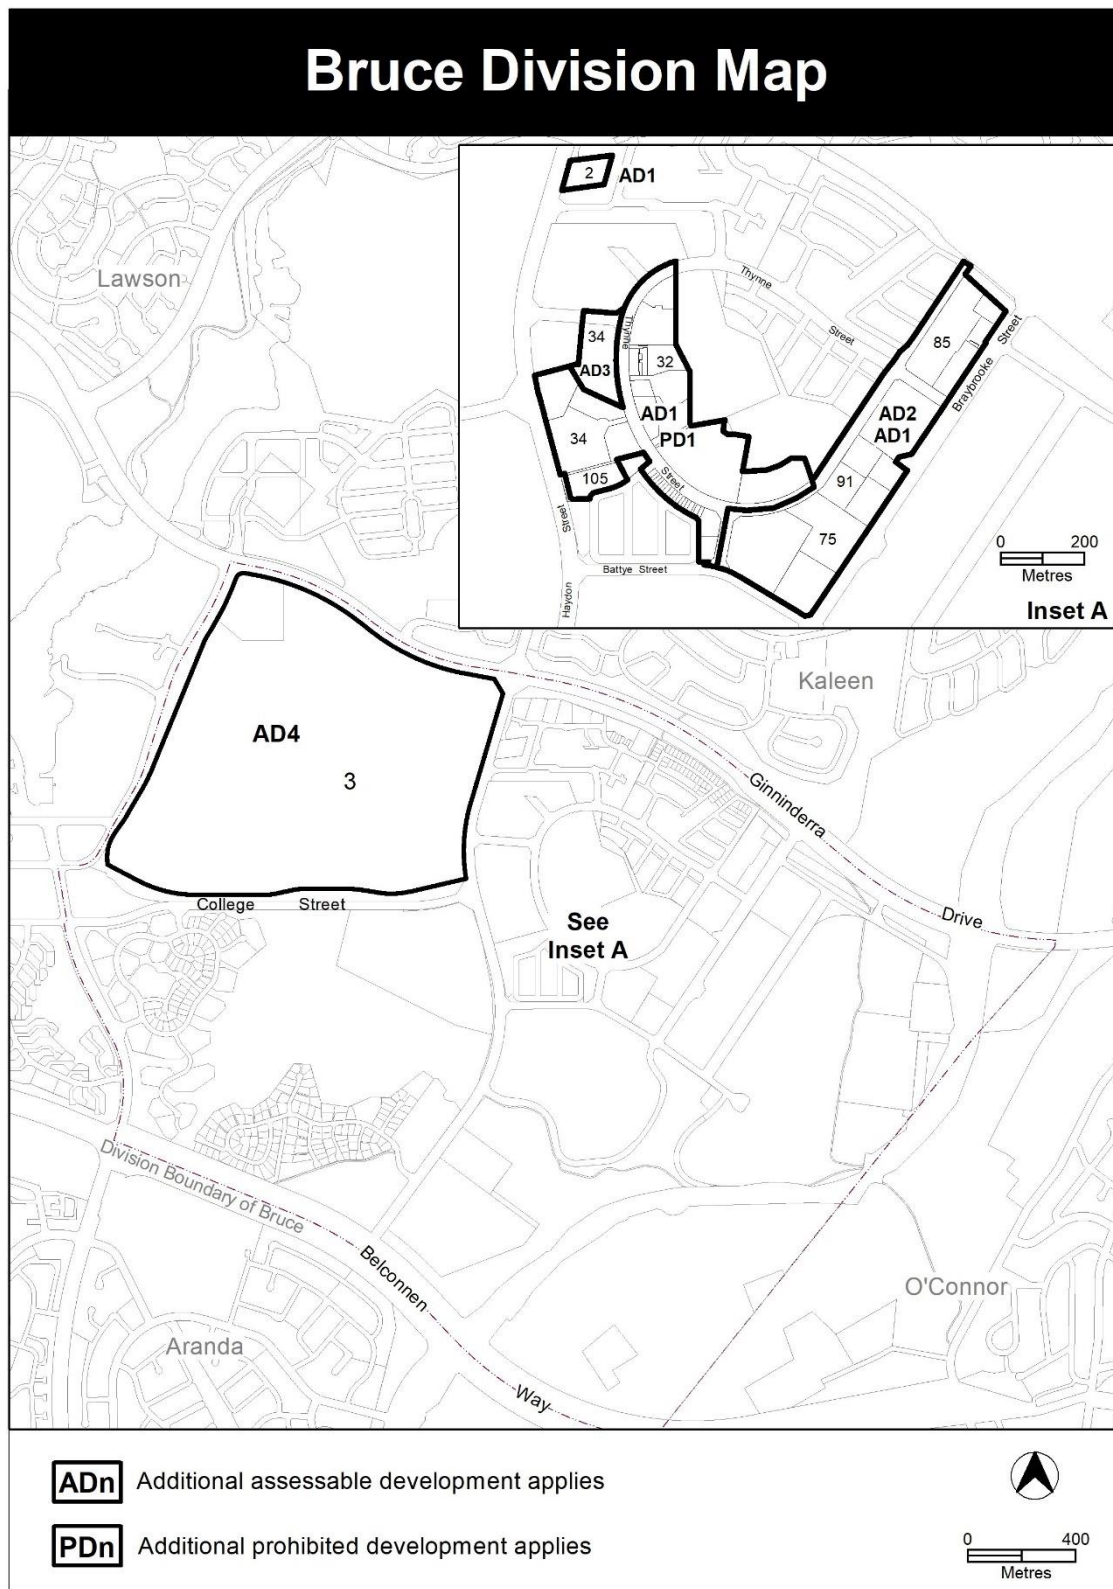 Bruce Division Map
Lawson
2
AD1
Thynne
Street
34
AD3
Thynne
32
85
Street
Braybrooke
AD1
PD1
AD2
AD1
34
105
Street
91
75
Street
Haydon
Battye Street
0 200
Metres
Inset A
Kaleen
AD4
3
Ginninderra
Drive
College Street
See
Inset A
Division Boundary of Bruce
Belconnen
Way
O'Connor
Aranda
ADn Additional assessable development applies
PDn Additional prohibited development applies
0 400
Metres